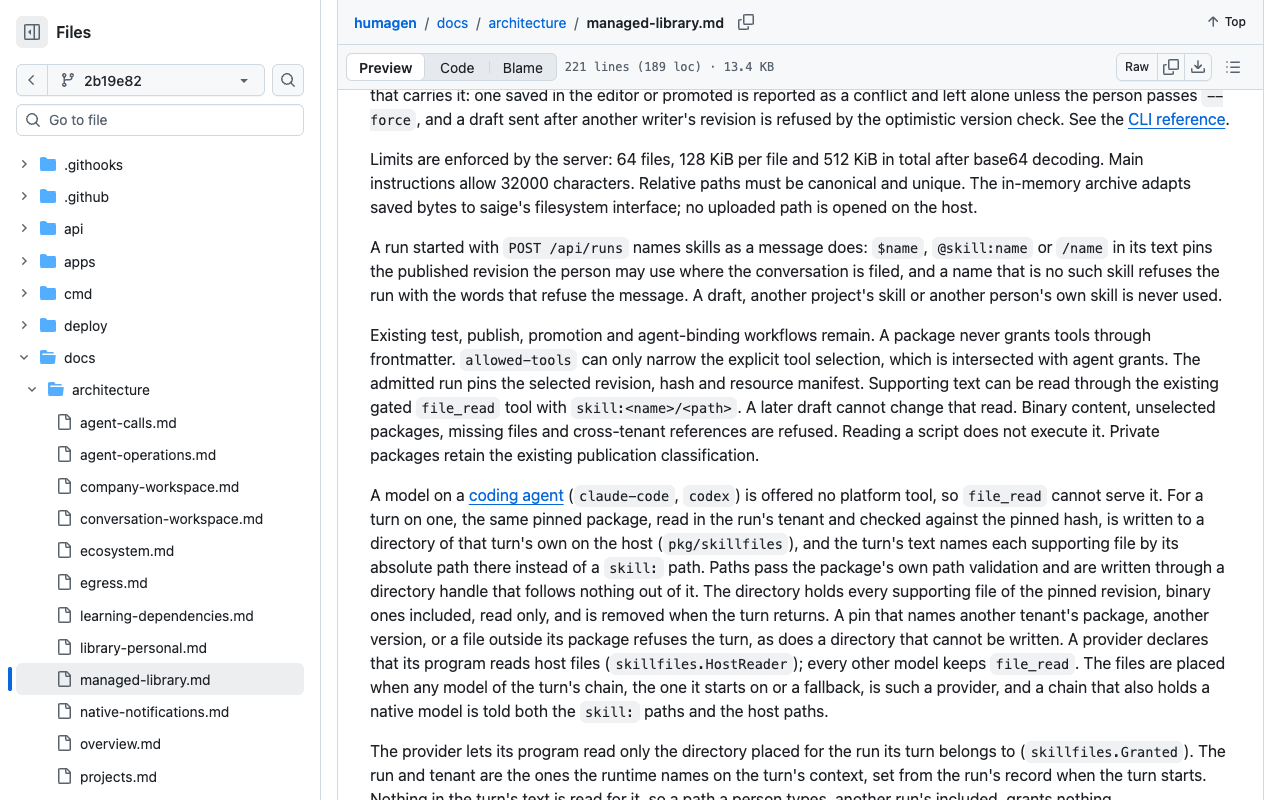 Files
humagen / docs / architecture / managed-library.md
Top
2b19e82
Preview Code Blame 221 lines (189 loc) · 13.4 KB
Raw
Go to file
.githooks
.github
api
apps
cmd
deploy
docs
architecture
agent-calls.md
agent-operations.md
company-workspace.md
conversation-workspace.md
ecosystem.md
egress.md
learning-dependencies.md
library-personal.md
managed-library.md
native-notifications.md
overview.md
projects.md
that carries it: one saved in the editor or promoted is reported as a conflict and left alone unless the person passes --
force , and a draft sent after another writer's revision is refused by the optimistic version check. See the CLI reference.
Limits are enforced by the server: 64 files, 128 KiB per file and 512 KiB in total after base64 decoding. Main
instructions allow 32000 characters. Relative paths must be canonical and unique. The in-memory archive adapts
saved bytes to saige's filesystem interface; no uploaded path is opened on the host.
A run started with POST /api/runs names skills as a message does: $name , @skill:name or /name in its text pins
the published revision the person may use where the conversation is filed, and a name that is no such skill refuses the
run with the words that refuse the message. A draft, another project's skill or another person's own skill is never used.
Existing test, publish, promotion and agent-binding workflows remain. A package never grants tools through
frontmatter. allowed-tools can only narrow the explicit tool selection, which is intersected with agent grants. The
admitted run pins the selected revision, hash and resource manifest. Supporting text can be read through the existing
gated file_read tool with skill:<name>/<path> . A later draft cannot change that read. Binary content, unselected
packages, missing files and cross-tenant references are refused. Reading a script does not execute it. Private
packages retain the existing publication classification.
A model on a coding agent ( claude-code , codex ) is offered no platform tool, so file_read cannot serve it. For a
turn on one, the same pinned package, read in the run's tenant and checked against the pinned hash, is written to a
directory of that turn's own on the host ( pkg/skillfiles ), and the turn's text names each supporting file by its
absolute path there instead of a skill: path. Paths pass the package's own path validation and are written through a
directory handle that follows nothing out of it. The directory holds every supporting file of the pinned revision, binary
ones included, read only, and is removed when the turn returns. A pin that names another tenant's package, another
version, or a file outside its package refuses the turn, as does a directory that cannot be written. A provider declares
that its program reads host files ( skillfiles.HostReader ); every other model keeps file_read . The files are placed
when any model of the turn's chain, the one it starts on or a fallback, is such a provider, and a chain that also holds a
native model is told both the skill: paths and the host paths.
The provider lets its program read only the directory placed for the run its turn belongs to ( skillfiles.Granted ). The
run and tenant are the ones the runtime names on the turn's context, set from the run's record when the turn starts.
Nothing in the turn's text is read for it, so a path a person types, another run's included, grants nothing.